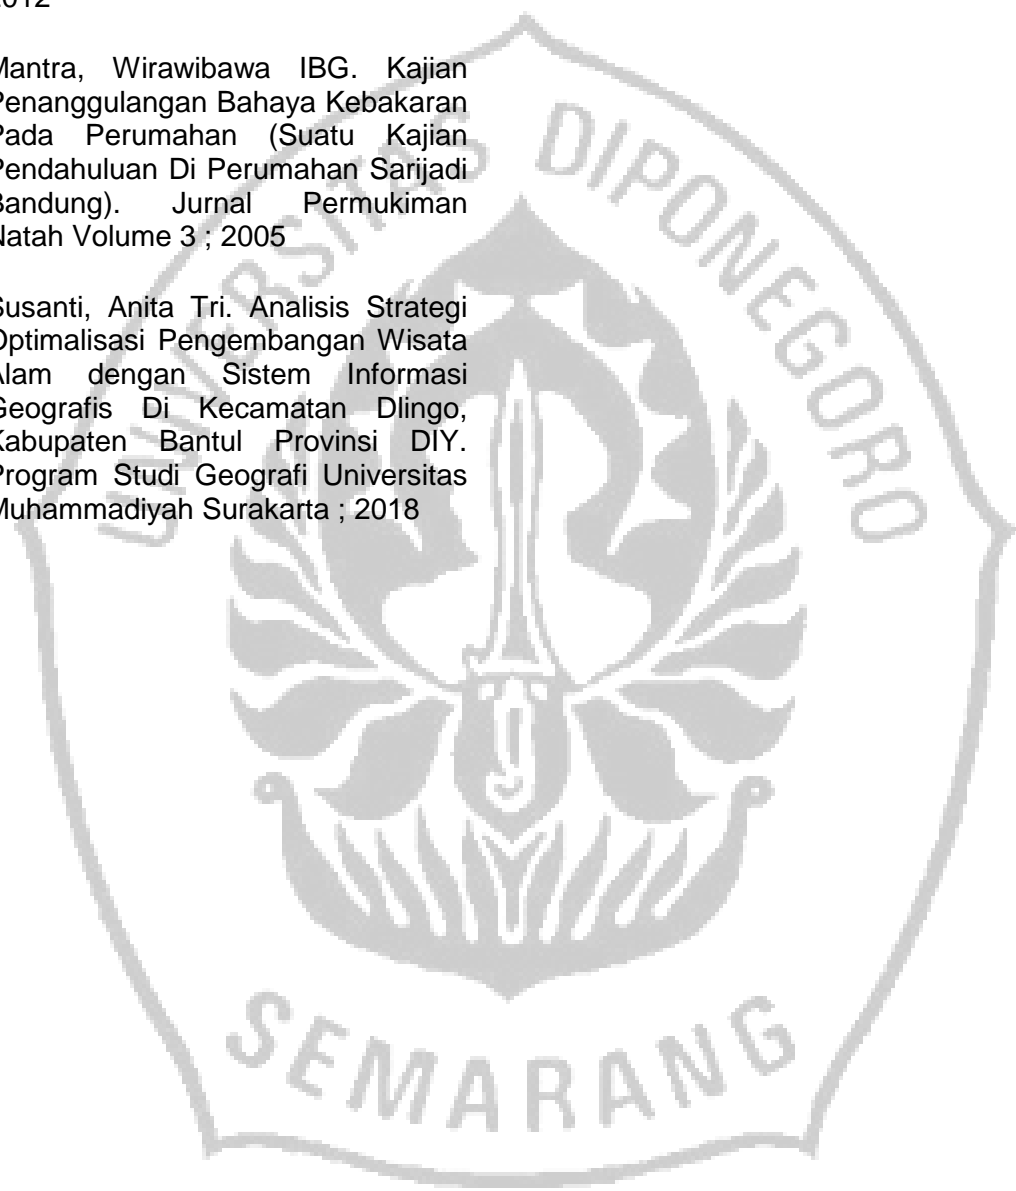 2012
Mantra, Wirawibawa IBG. Kajian
Penanggulangan Bahaya Kebakaran
Pada Perumahan (Suatu Kajian
Pendahuluan Di Perumahan Sarijadi
Bandung). Jurnal Permukiman
Natah Volume 3 ; 2005
Susanti, Anita Tri. Analisis Strategi
Optimalisasi Pengembangan Wisata
Alam dengan Sistem Informasi
Geografis Di Kecamatan Dlingo,
Kabupaten Bantul Provinsi DIY.
Program Studi Geografi Universitas
Muhammadiyah Surakarta ; 2018
UNIVERSITAS DIPONEGORO
SEMARANG